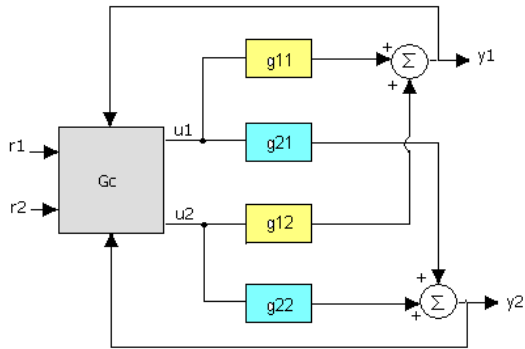 g11
+
Σ
y1
+
u1
r1
g21
Gc
r2
u2
g12
+
g22
Σ
y2
+